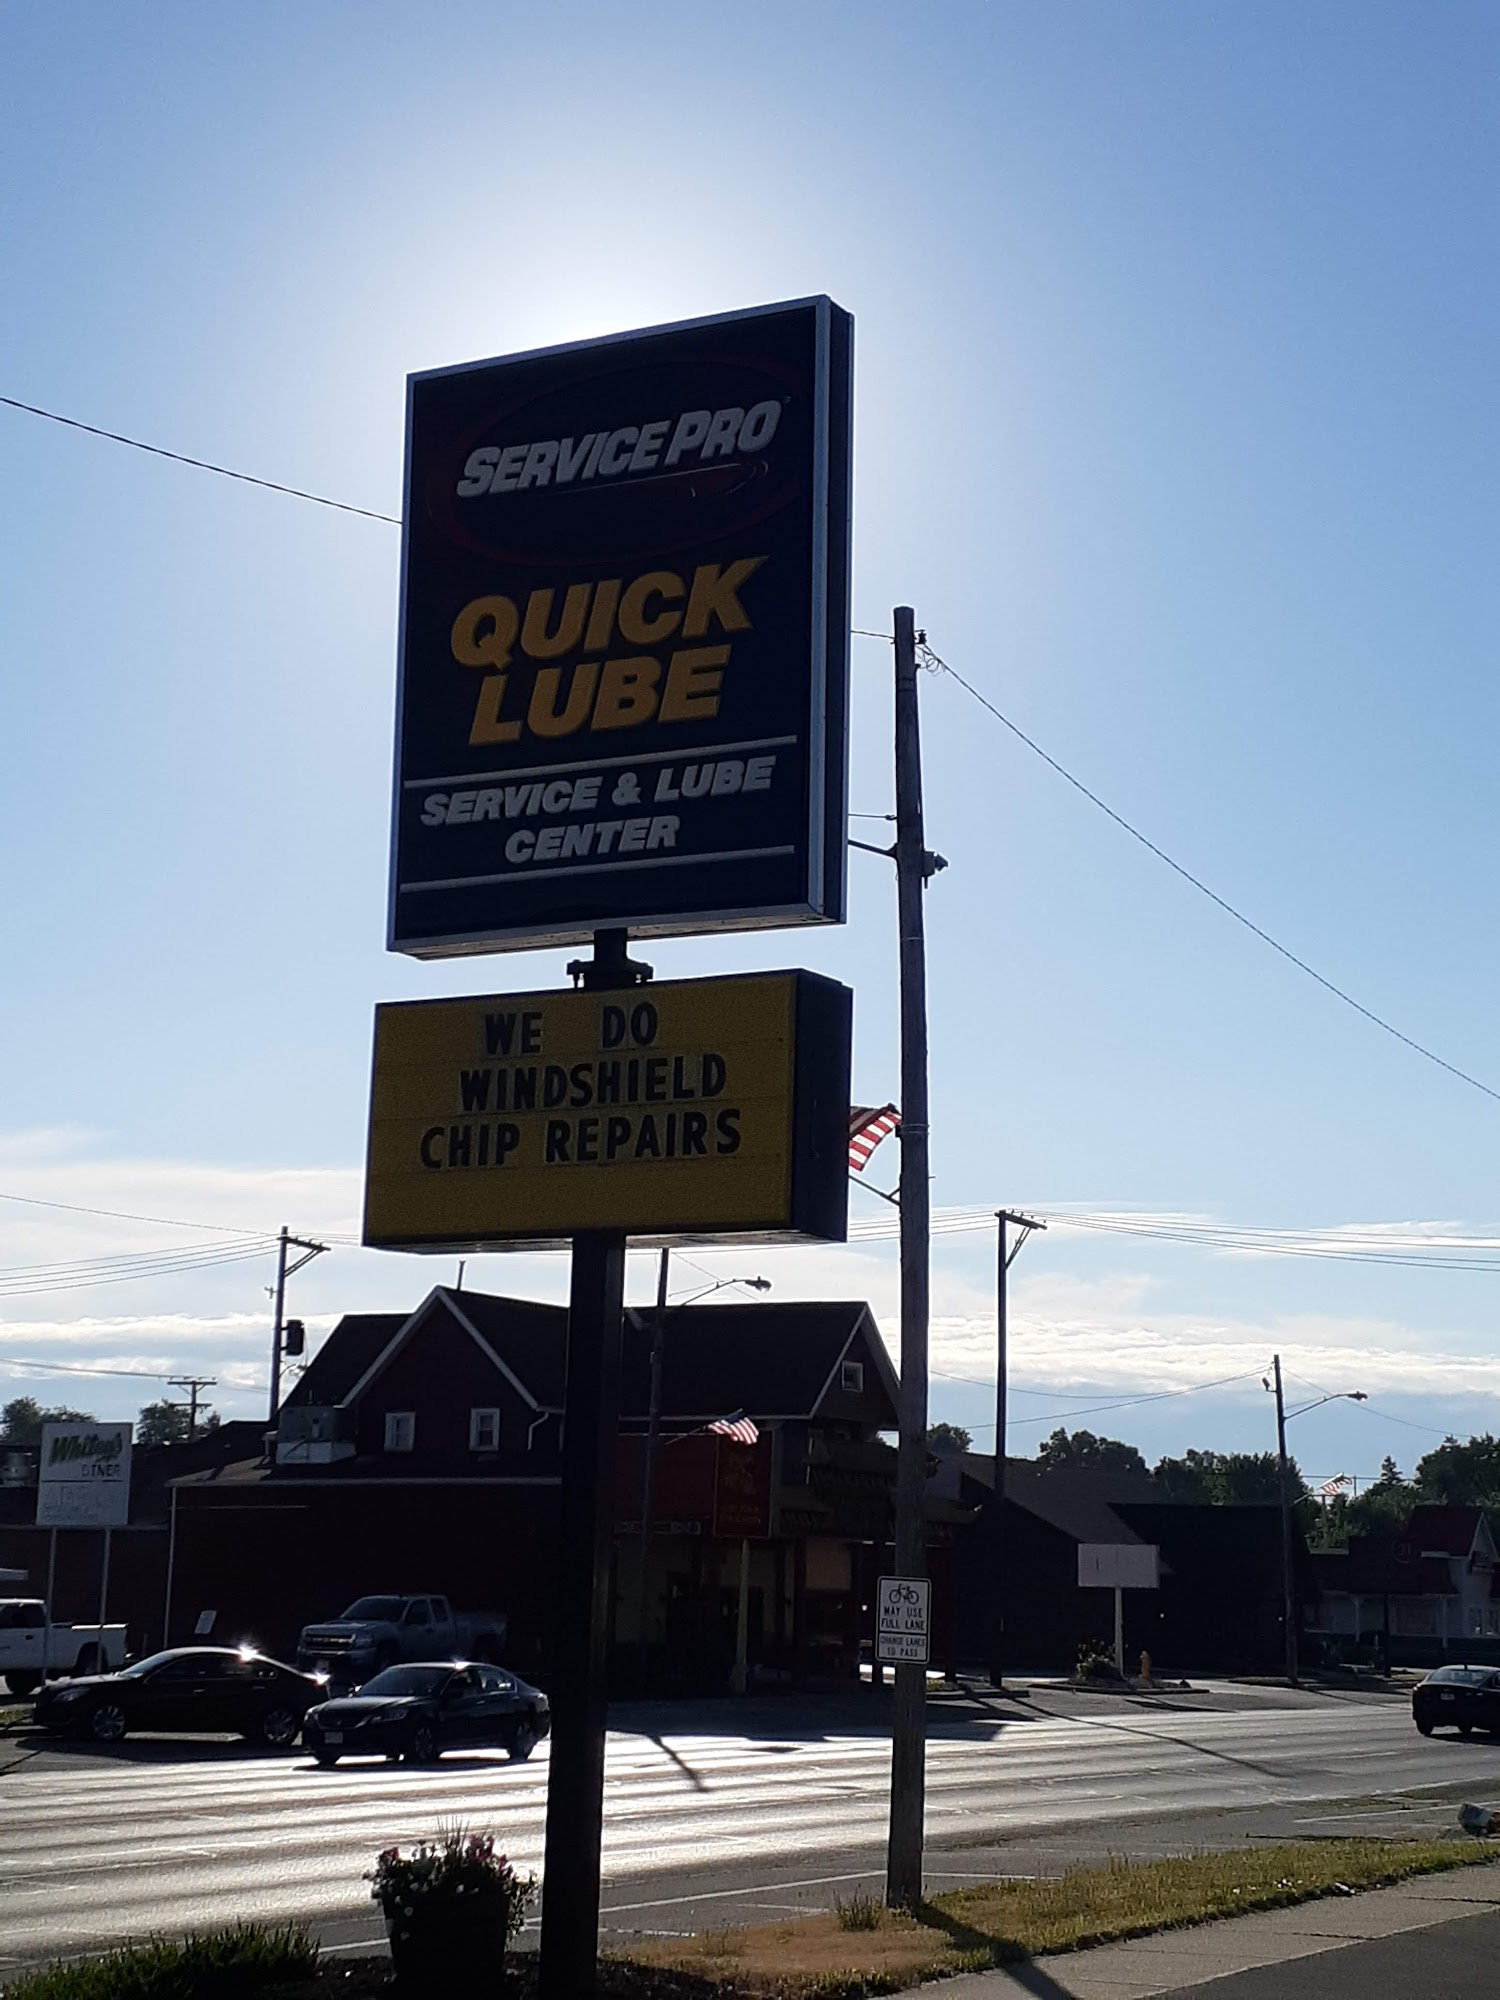 SERVICE PRO
QUICK
LUBE
SERVICE & LUBE
CENTER
WE DO
WINDSHIELD
CHIP REPAIRS
Whitey's
DINER
MAY USE
FULL LANE
CHANGE LANES
TO PASS